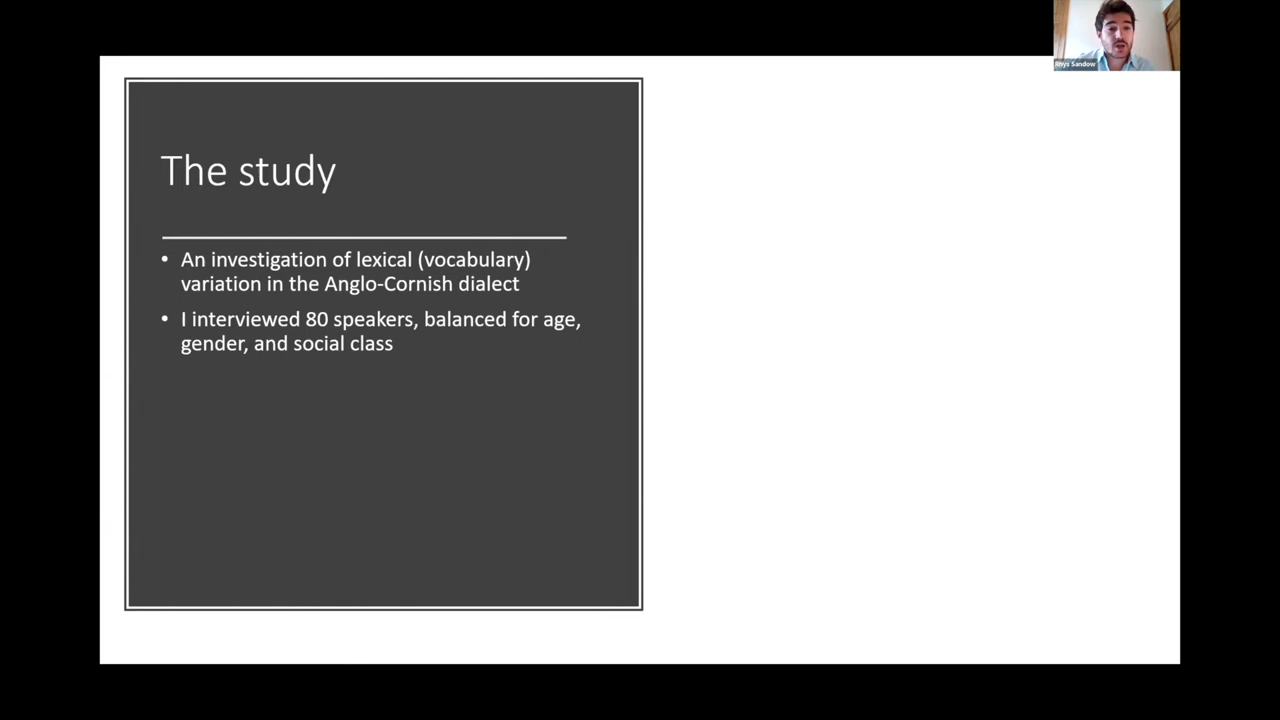 Rhys Sandow
The study
• An investigation of lexical (vocabulary)
variation in the Anglo-Cornish dialect
• I interviewed 80 speakers, balanced for age,
gender, and social class